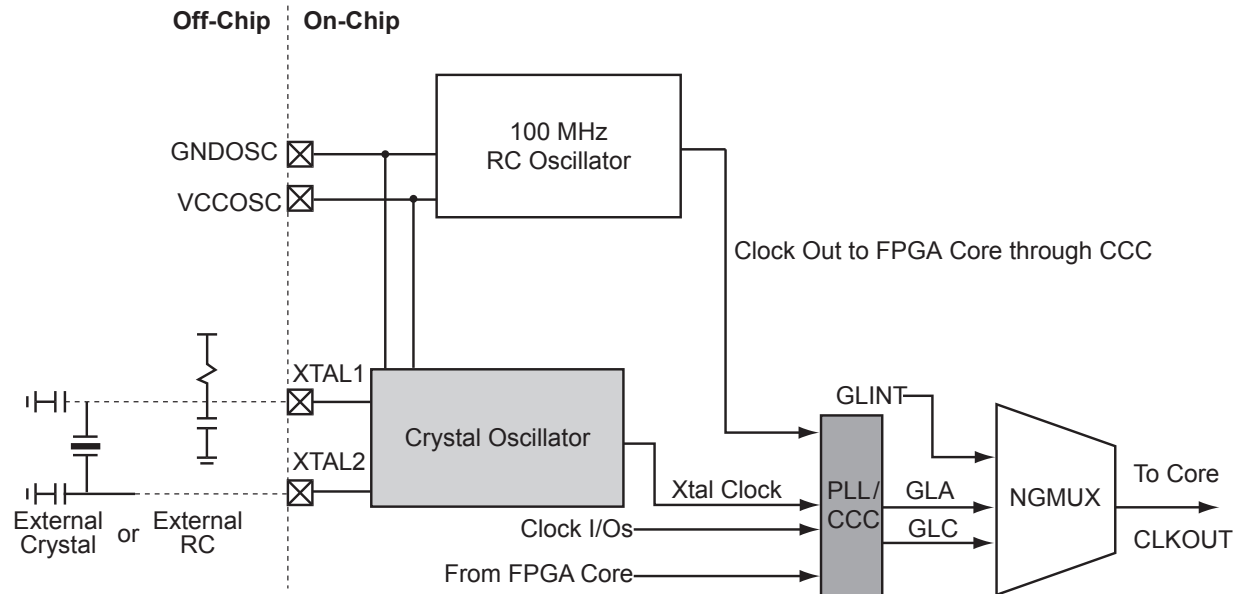 Off-Chip
On-Chip
GNDOSC
VCCOSC
100 MHz
RC Oscillator
Clock Out to FPGA Core through CCC
XTAL1
XTAL2
Crystal Oscillator
GLINT
Xtal Clock
Clock I/Os
From FPGA Core
PLL/
CCC
GLA
GLC
NGMUX
To Core
CLKOUT
External
Crystal
or
External
RC